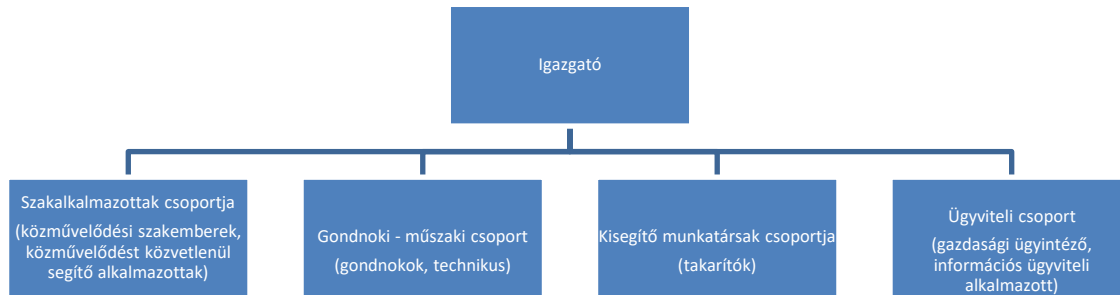 Igazgató
Szakalkalmazottak csoportja
(közművelődési szakemberek,
közművelődést közvetlenül
segítő alkalmazottak)
Gondnoki - műszaki csoport
(gondnokok, technikus)
Kisegítő munkatársak csoportja
(takarítók)
Ügyviteli csoport
(gazdasági ügyintéző,
információs ügyviteli
alkalmazott)